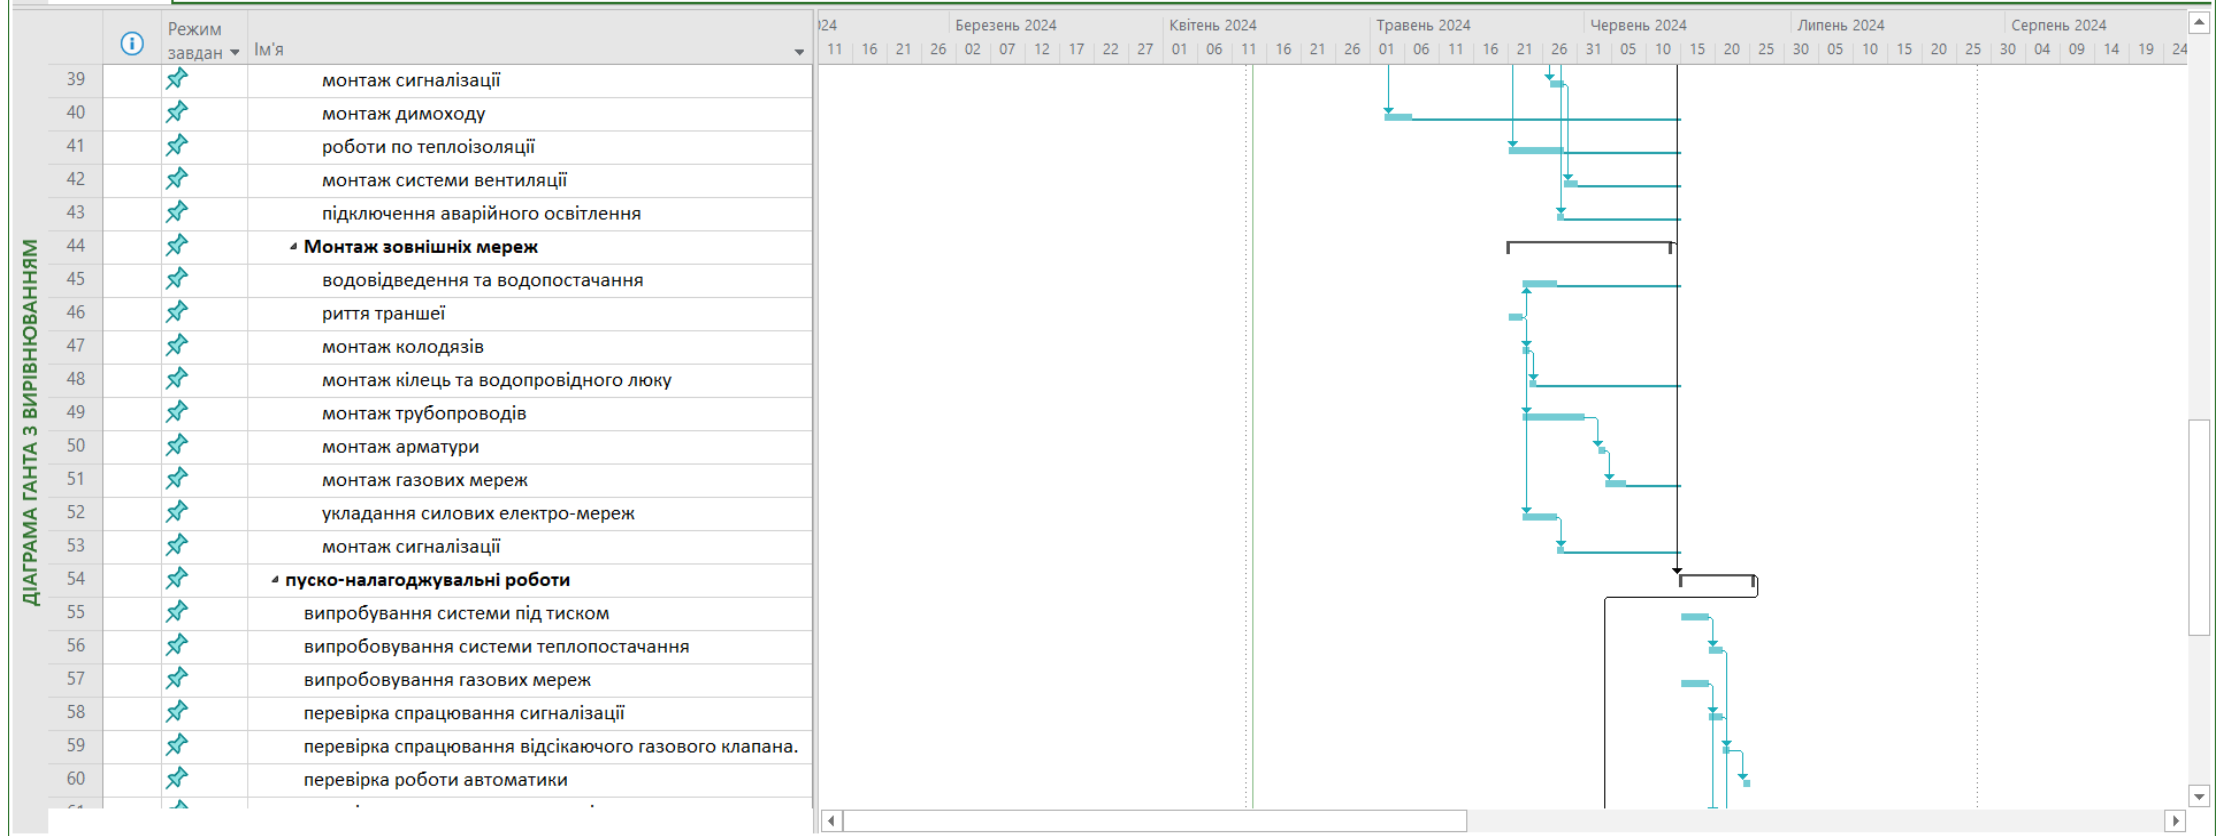 Режим
завдан
Ім'я
39 монтаж сигналізації
40 монтаж димоходу
41 роботи по теплоізоляції
42 монтаж системи вентиляції
43 підключення аварійного освітлення
44 Монтаж зовнішніх мереж
45 водовідведення та водопостачання
46 риття траншеї
47 монтаж колодязів
48 монтаж кілець та водопровідного люку
49 монтаж трубопроводів
50 монтаж арматури
51 монтаж газових мереж
52 укладання силових електро-мереж
53 монтаж сигналізації
54 пуско-налагоджувальні роботи
55 випробування системи під тиском
56 випробовування системи теплопостачання
57 випробовування газових мереж
58 перевірка спрацювання сигналізації
59 перевірка спрацювання відсікаючого газового клапана.
60 перевірка роботи автоматики
ДІАГРАМА ГАНТА З ВИРІВНЮВАННЯМ
24 Березень 2024 Квітень 2024 Травень 2024 Червень 2024 Липень 2024 Серпень 2024
11 16 21 26 02 07 12 17 22 27 01 06 11 16 21 26 01 06 11 16 21 26 31 05 10 15 20 25 30 05 10 15 20 25 30 04 09 14 19 24